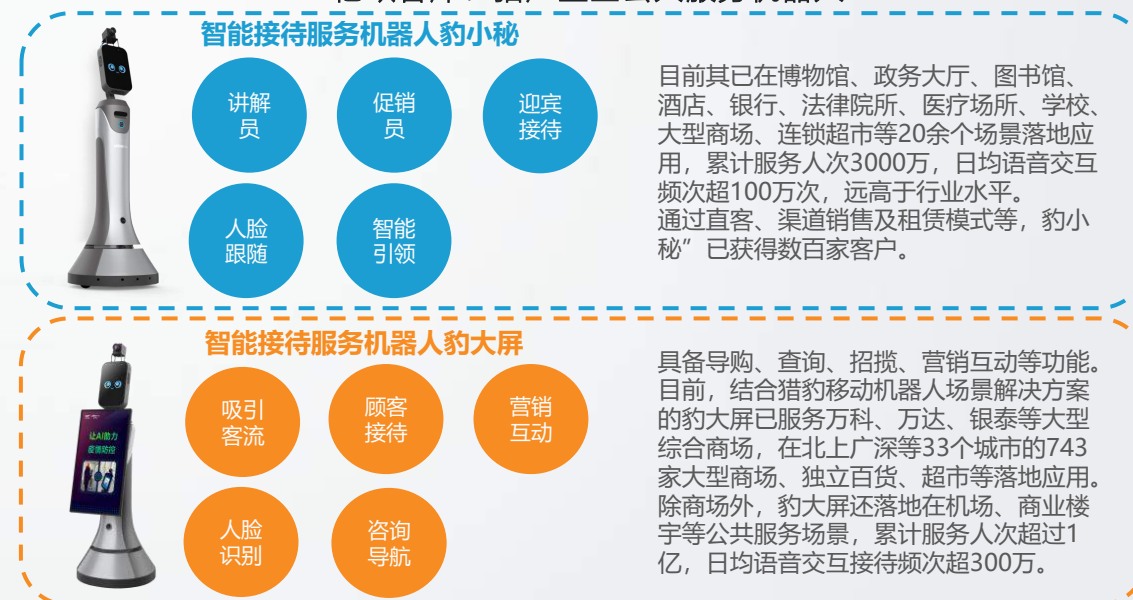 智能接待服务机器人豹小秘
讲解
员
促销
员
迎宾
接待
人脸
跟随
智能
引领
目前其已在博物馆、政务大厅、图书馆、
酒店、银行、法律院所、医疗场所、学校、
大型商场、连锁超市等20余个场景落地应
用，累计服务人次3000万，日均语音交互
频次超100万次，远高于行业水平。
通过直客、渠道销售及租赁模式等，豹小
秘”已获得数百家客户。
智能接待服务机器人豹大屏
让AI助力
疫情防控
吸引
客流
顾客
接待
营销
互动
人脸
识别
咨询
导航
具备导购、查询、招揽、营销互动等功能。
目前，结合猎豹移动机器人场景解决方案
的豹大屏已服务万科、万达、银泰等大型
综合商场，在北上广深等33个城市的743
家大型商场、独立百货、超市等落地应用。
除商场外，豹大屏还落地在机场、商业楼
宇等公共服务场景，累计服务人次超过1
亿，日均语音交互接待频次超300万。